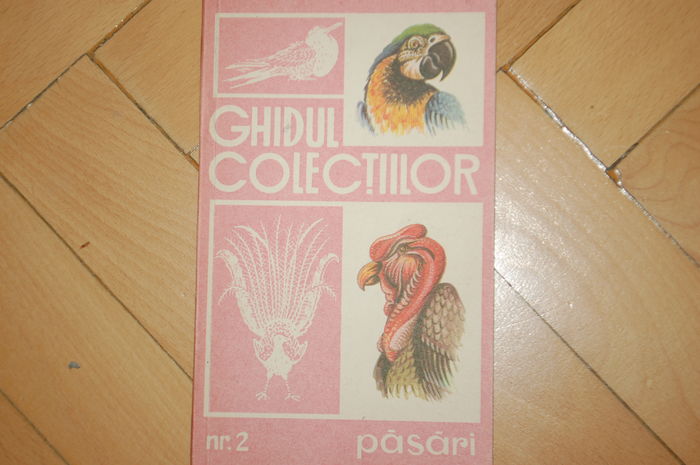 GHIDUL
COLECȚIILOR
nr. 2
păsări